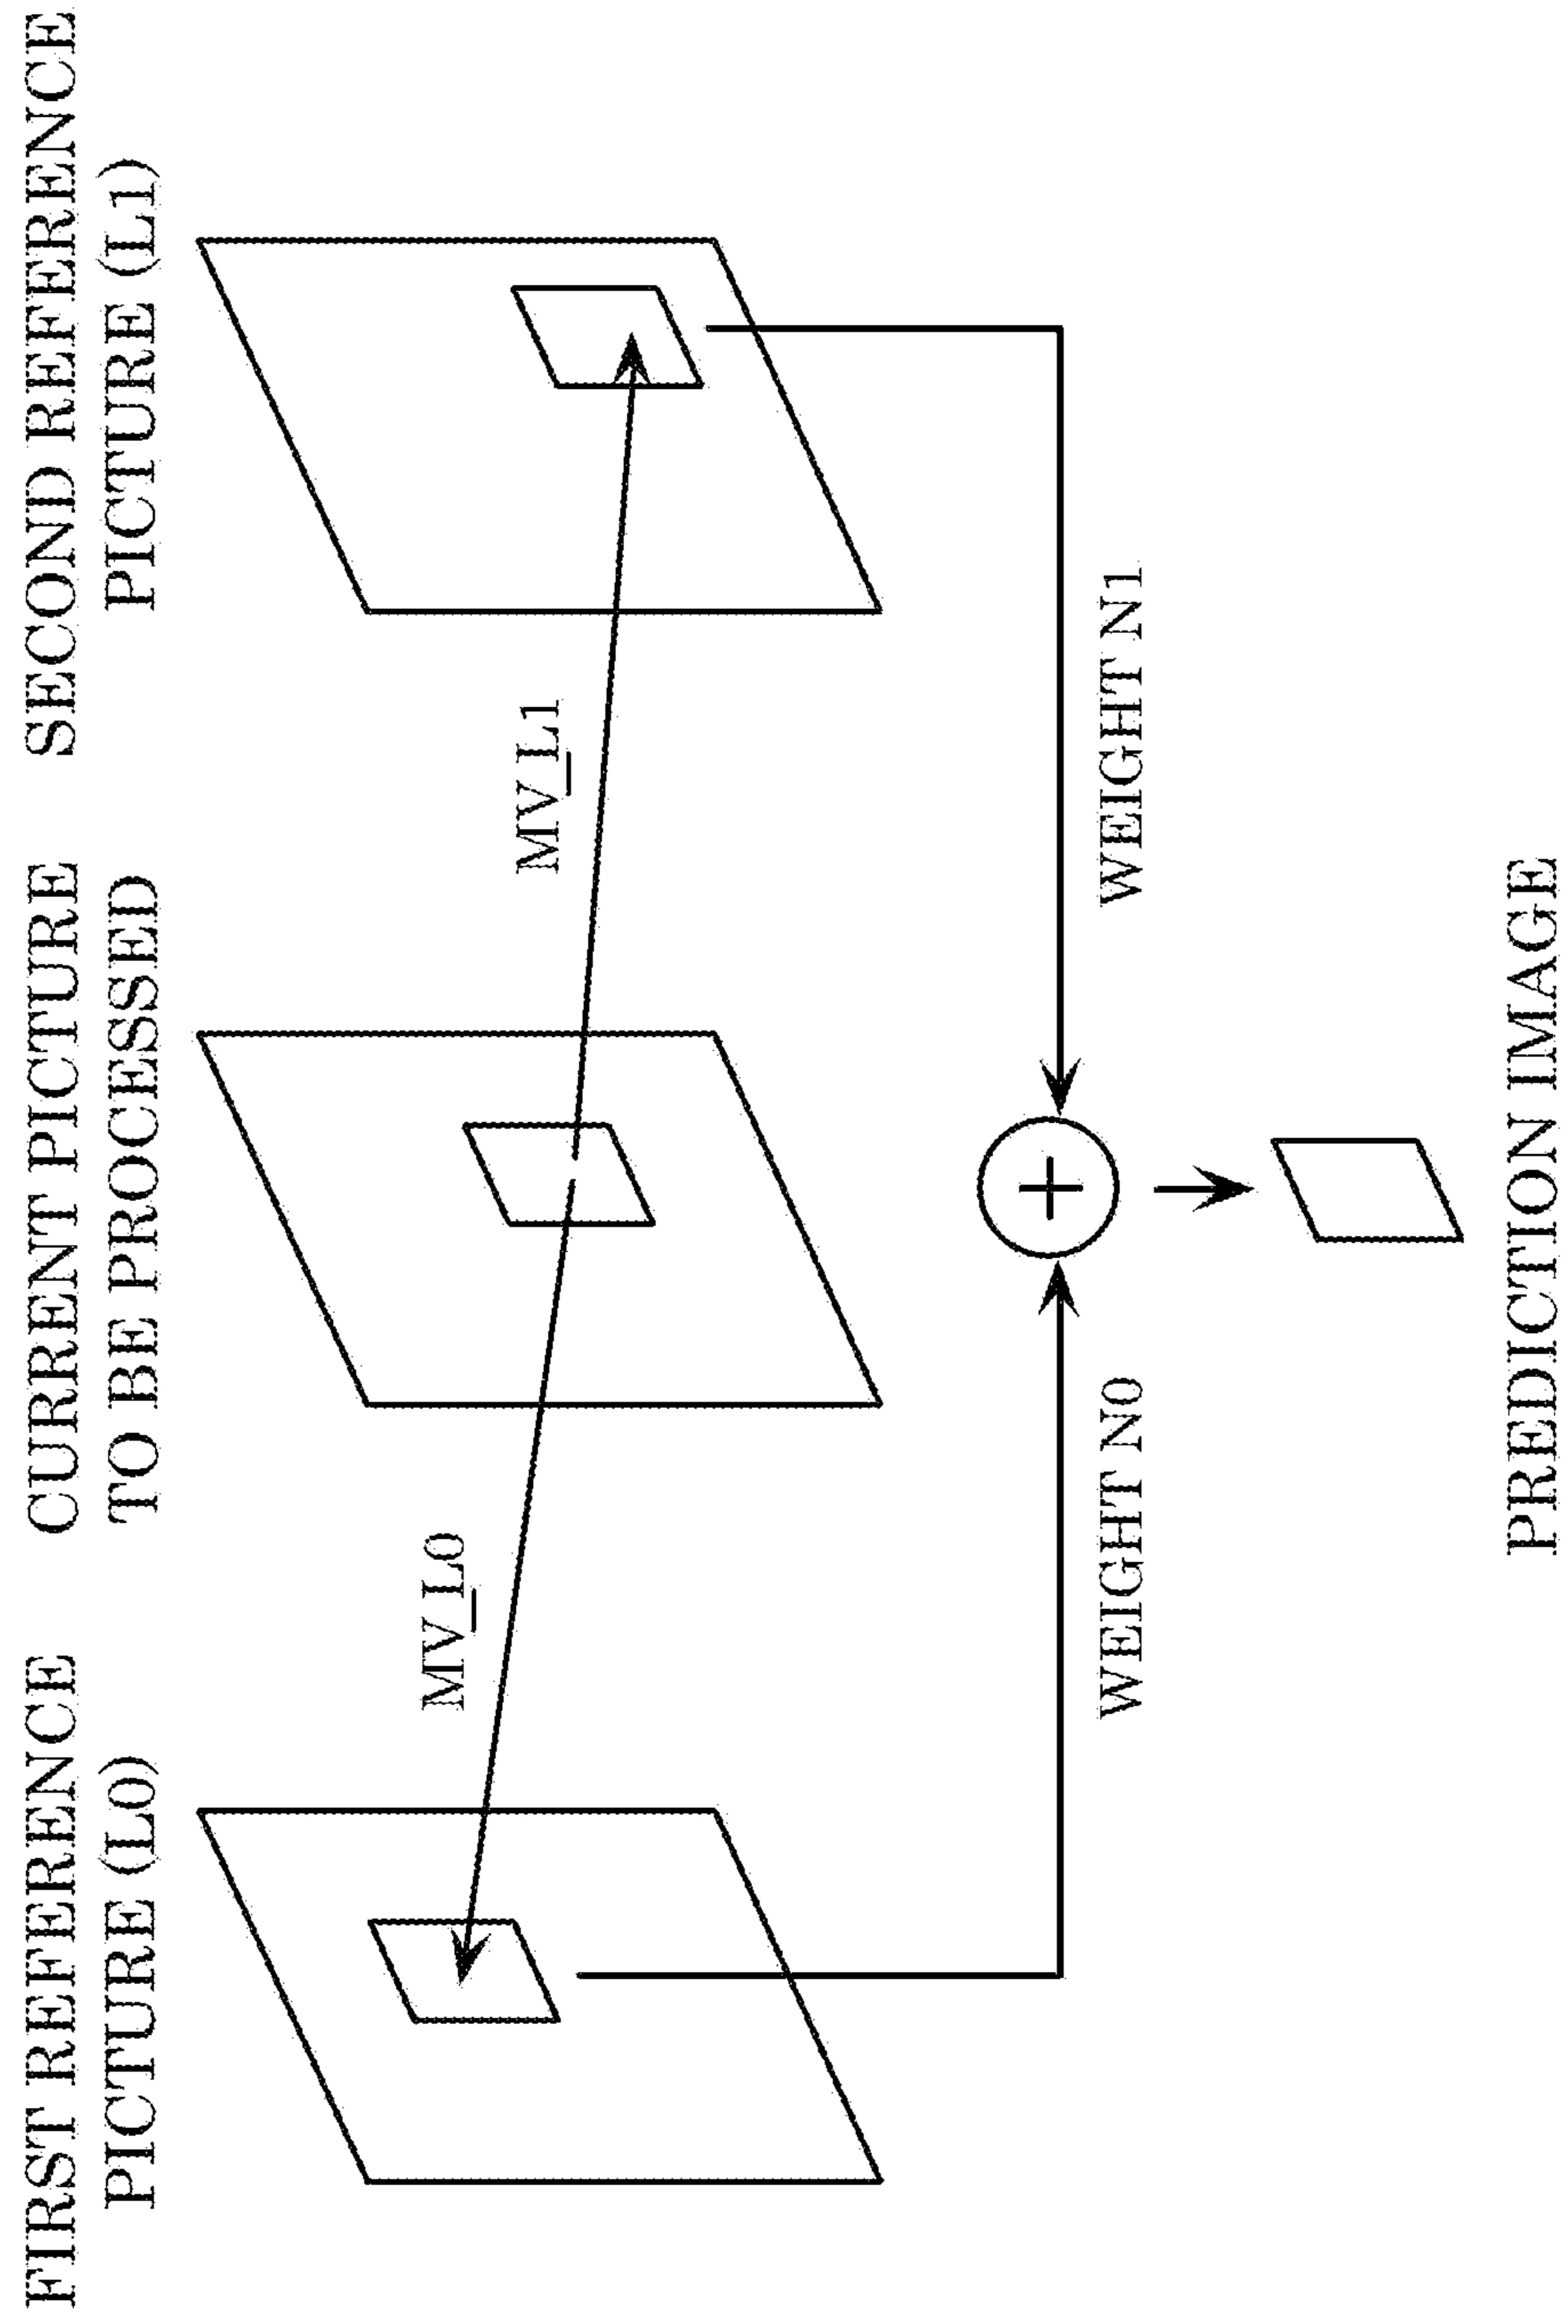 FIRST REFERENCE
PICTURE (L0)
CURRENT PICTURE
TO BE PROCESSED
SECOND REFERENCE
PICTURE (L1)
MV_L0
MV_L1
WEIGHT N0
WEIGHT N1
PREDICTION IMAGE